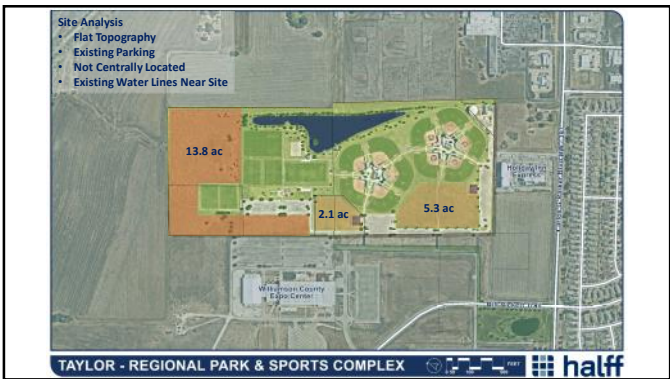 Site Analysis
• Flat Topography
• Existing Parking
• Not Centrally Located
• Existing Water Lines Near Site
13.8 ac
2.1 ac
5.3 ac
Williamson County
Expo Center
TAYLOR - REGIONAL PARK & SPORTS COMPLEX
FEET
halff